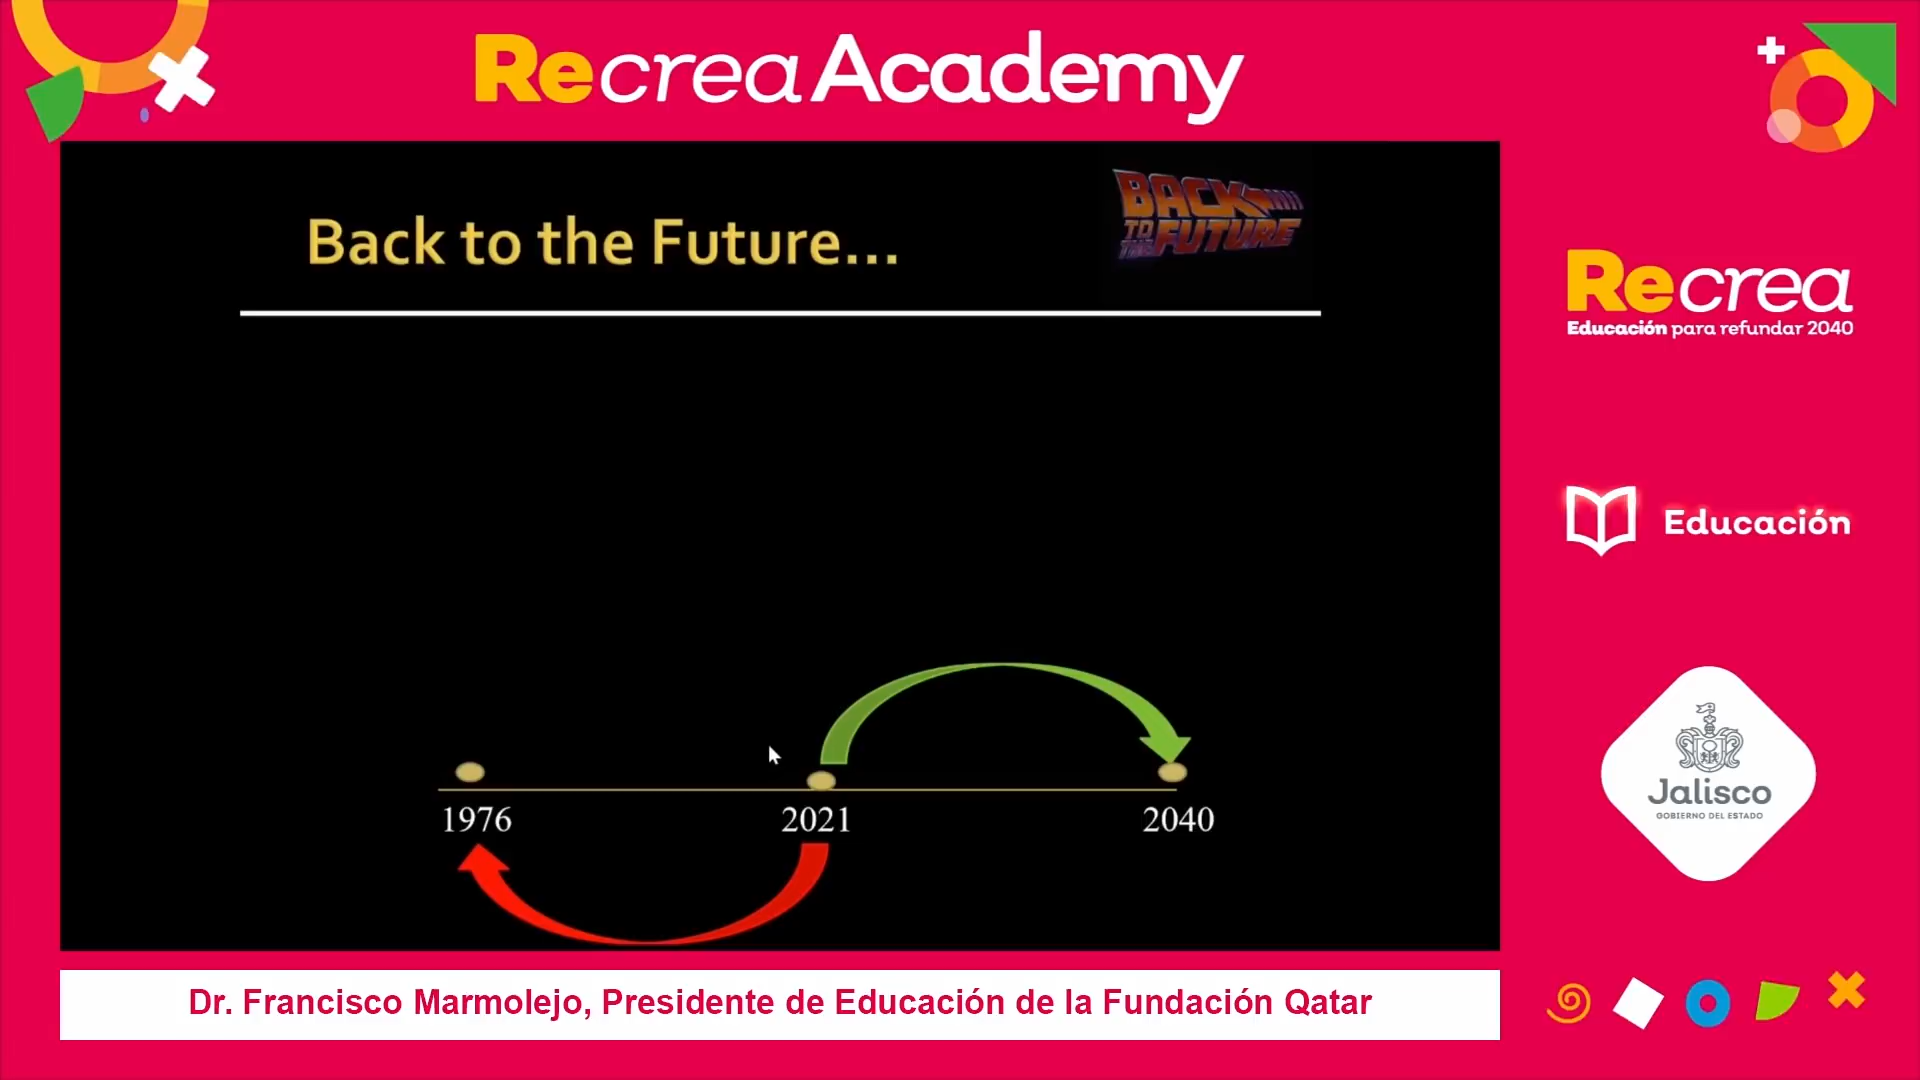 Recrea Academy
Back to the Future...
BACK
TO THE FUTURE
1976
2021
2040
Dr. Francisco Marmolejo, Presidente de Educación de la Fundación Qatar
Recrea
Educación para refundar 2040
Educación
Jalisco
GOBIERNO DEL ESTADO